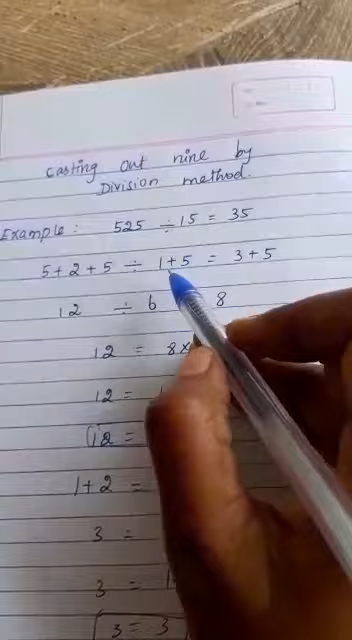 Casting Out nine by
Division method.
Example: 525 ÷ 15 = 35
5+2+5 ÷ 1+5 = 3+5
12 ÷ 6 8
12 = 8×
12 =
12 =
1+2 =
3 =
3 =
3 = 3